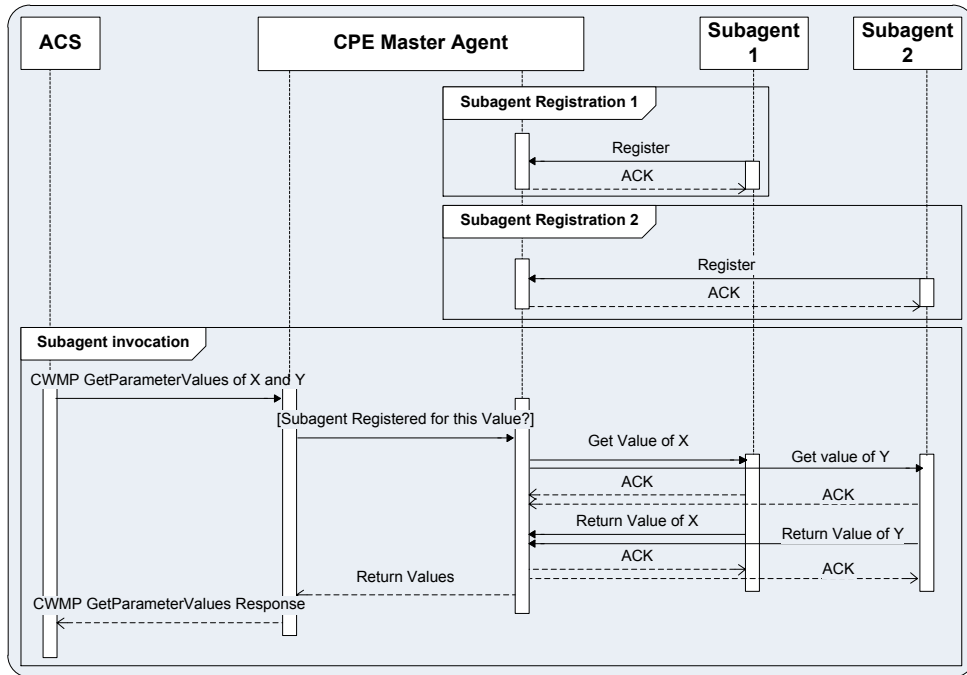 ACS
CPE Master Agent
Subagent
1
Subagent
2
Subagent Registration 1
Register
ACK
Subagent Registration 2
Register
ACK
Subagent invocation
CWMP GetParameterValues of X and Y
[Subagent Registered for this Value?]
Get Value of X
Get value of Y
ACK
ACK
Return Value of X
Return Value of Y
ACK
ACK
Return Values
CWMP GetParameterValues Response